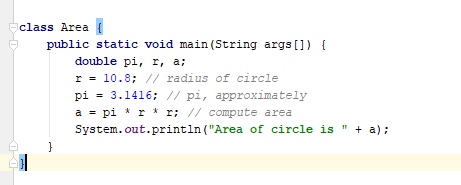 class Area {
    public static void main(String args[]) {
        double pi, r, a;
        r = 10.8; // radius of circle
        pi = 3.1416; // pi, approximately
        a = pi * r * r; // compute area
        System.out.println("Area of circle is " + a);
    }
}